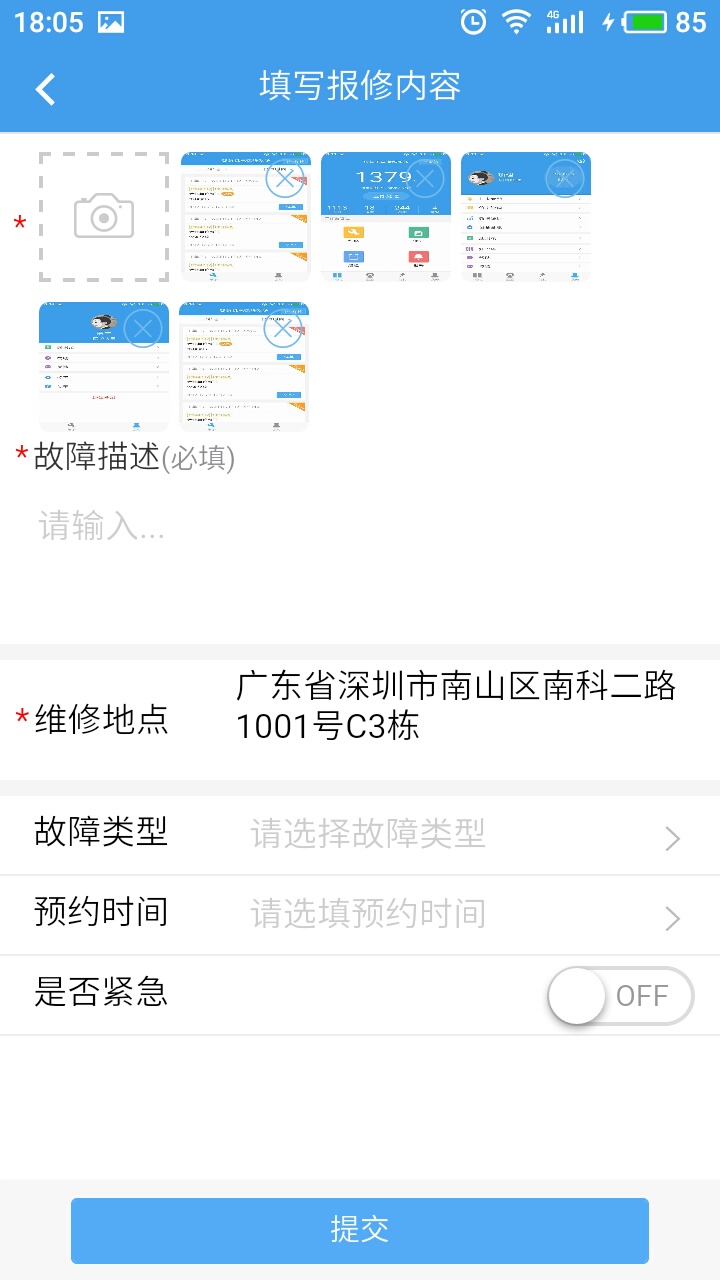 18:05
4G
85
填写报修内容
*
1379
*故障描述(必填)
请输入...
*维修地点
广东省深圳市南山区南科二路
1001号C3栋
故障类型
请选择故障类型
预约时间
请选填预约时间
是否紧急
OFF
提交